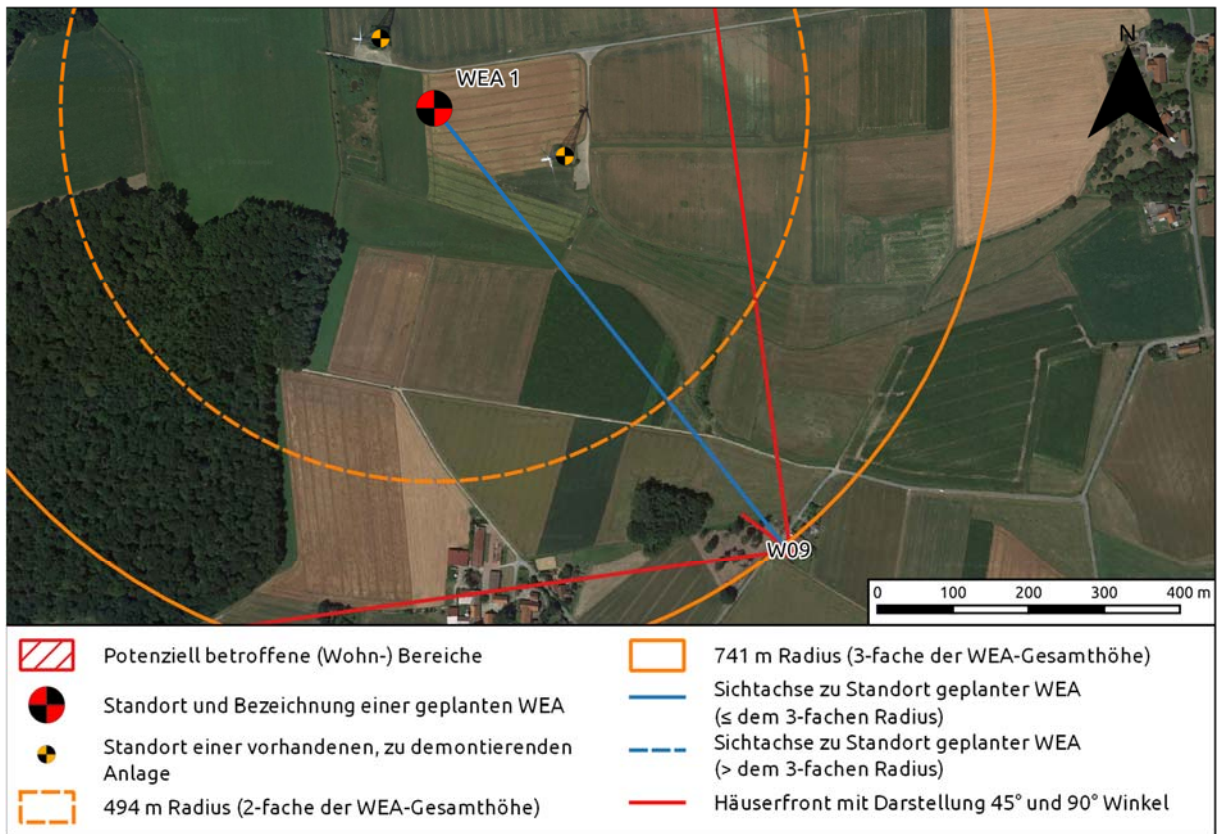 N
WEA 1
W09
0 100 200 300 400 m
Potenziell betroffene (Wohn-) Bereiche
Standort und Bezeichnung einer geplanten WEA
Standort einer vorhandenen, zu demontierenden
Anlage
494 m Radius (2-fache der WEA-Gesamthöhe)
741 m Radius (3-fache der WEA-Gesamthöhe)
Sichtachse zu Standort geplanter WEA
(≤ dem 3-fachen Radius)
Sichtachse zu Standort geplanter WEA
(> dem 3-fachen Radius)
Häuserfront mit Darstellung 45° und 90° Winkel